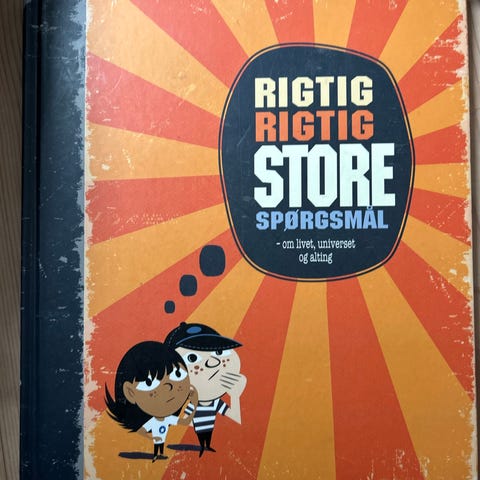 RIGTIG
RIGTIG
STORE
SPØRGSMÅL
- om livet, universet
og alting